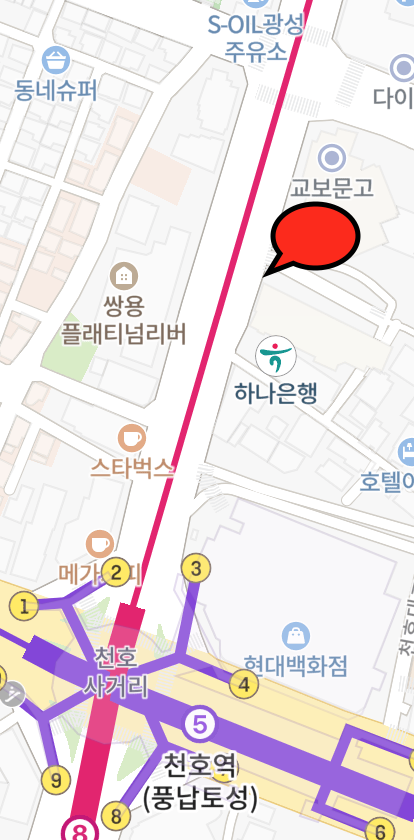 S-OIL광성
주유소
동네슈퍼
다이
교보문고
쌍용
플래티넘리버
하나은행
스타벅스
호텔
메가
2
3
1
천호
사거리
현대백화점
4
5
천호역
(풍납토성)
9
8
6
8